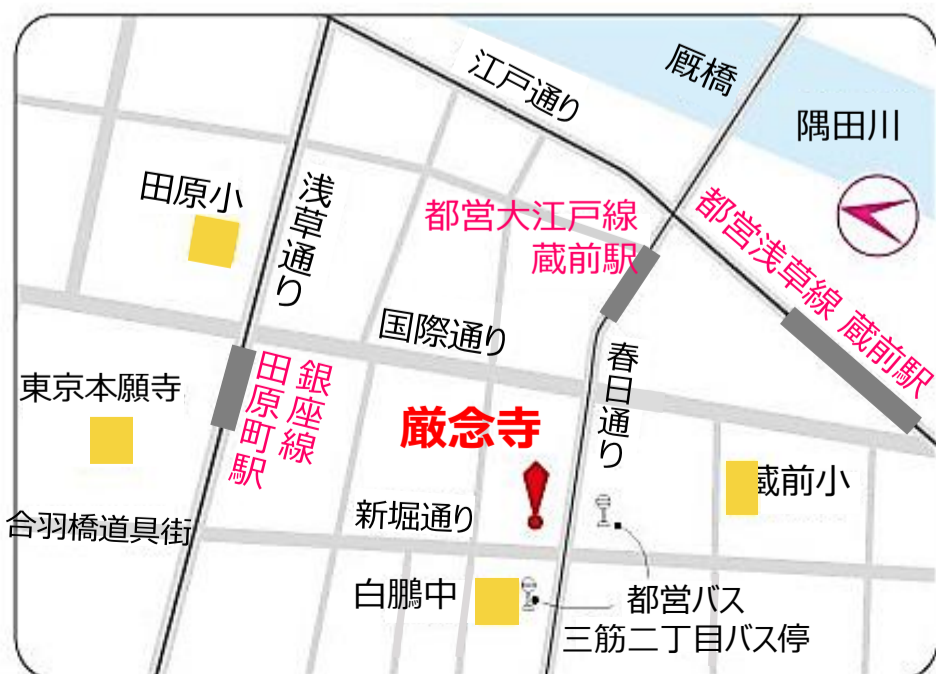 江戸通り
厩橋
隅田川
田原小
浅草通り
都営大江戸線
蔵前駅
都営浅草線 蔵前駅
国際通り
春日通り
銀座線
田原町駅
東京本願寺
厳念寺
蔵前小
新堀通り
合羽橋道具街
白鵬中
都営バス
三筋二丁目バス停